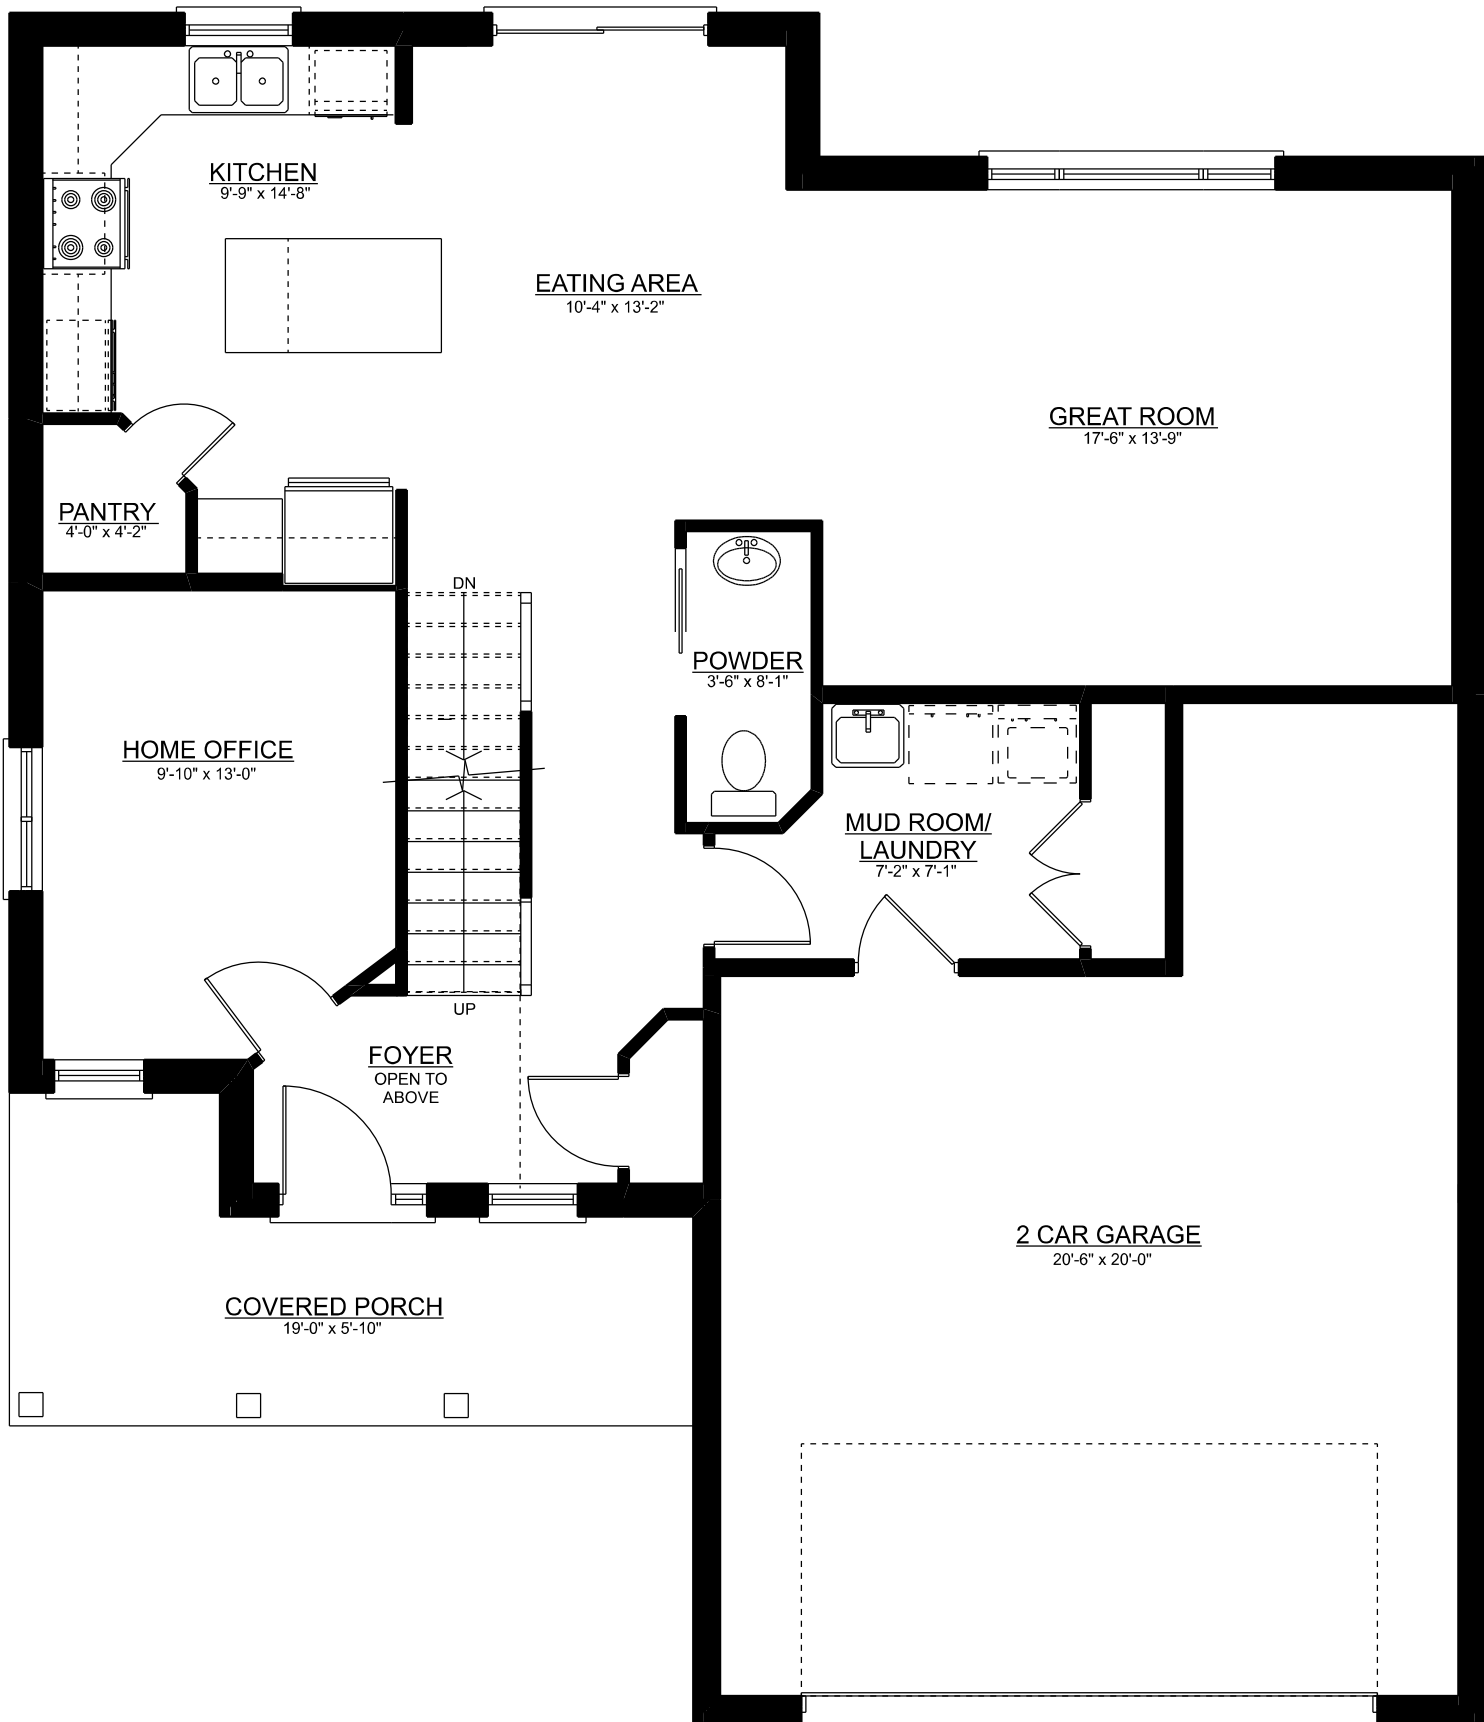 KITCHEN
9'-9" x 14'-8"
EATING AREA
10'-4" x 13'-2"
GREAT ROOM
17'-6" x 13'-9"
PANTRY
4'-0" x 4'-2"
DN
POWDER
3'-6" x 8'-1"
HOME OFFICE
9'-10" x 13'-0"
MUD ROOM/
LAUNDRY
7'-2" x 7'-1"
UP
FOYER
OPEN TO
ABOVE
2 CAR GARAGE
20'-6" x 20'-0"
COVERED PORCH
19'-0" x 5'-10"